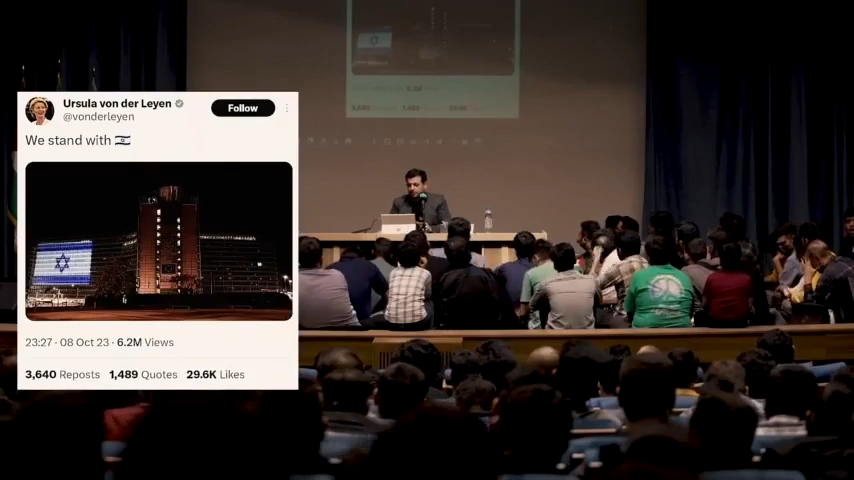 Ursula von der Leyen
Follow
@vonderleyen
We stand with 🇮🇱
23:27 · 08 Oct 23 · 6.2M Views
3,640 Reposts 1,489 Quotes 29.6K Likes